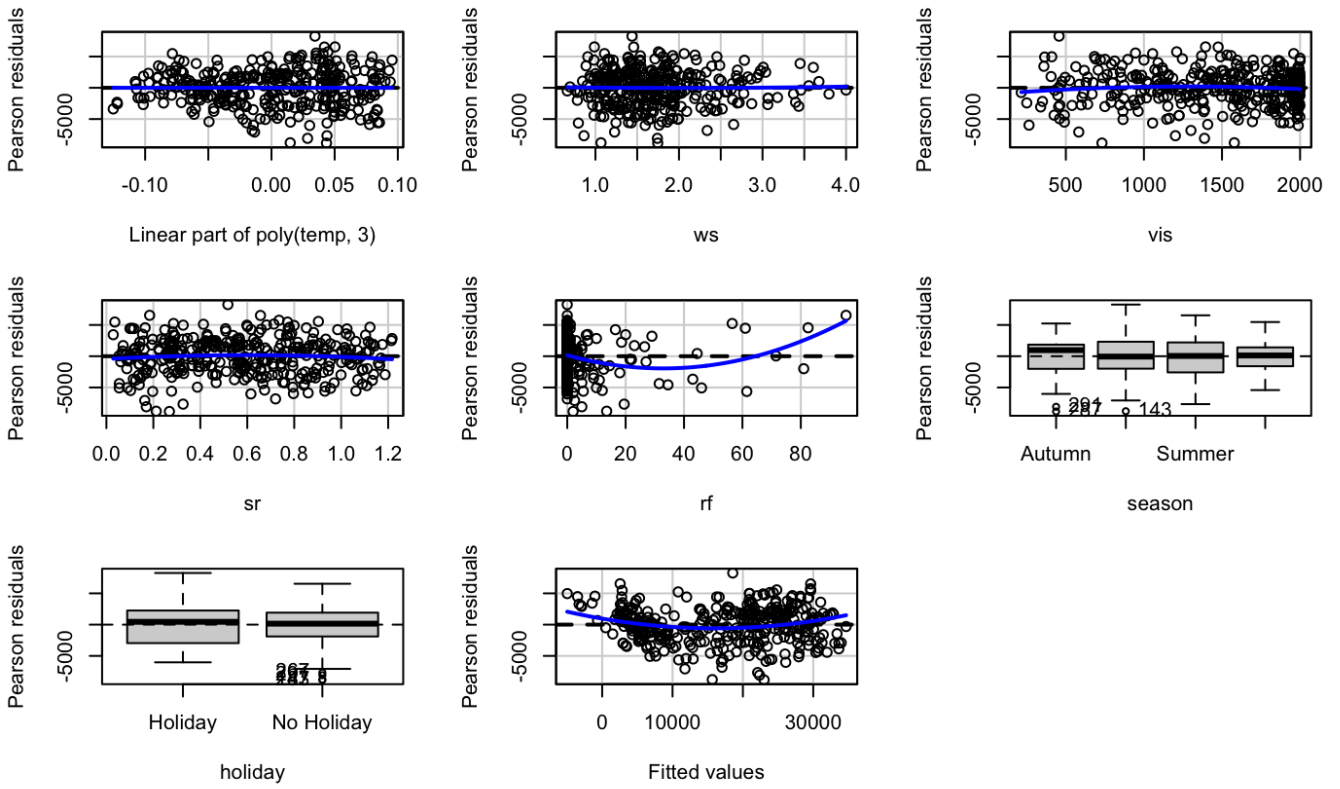 Pearson residuals
-5000
-0.10 0.00 0.05 0.10
Linear part of poly(temp, 3)
Pearson residuals
-5000
1.0 2.0 3.0 4.0
ws
Pearson residuals
-5000
500 1000 1500 2000
vis
Pearson residuals
-5000
0.0 0.2 0.4 0.6 0.8 1.0 1.2
sr
Pearson residuals
-5000
0 20 40 60 80
rf
Pearson residuals
-5000
291
287
143
Autumn Summer
season
Pearson residuals
-5000
267
Holiday No Holiday
holiday
Pearson residuals
-5000
0 10000 30000
Fitted values